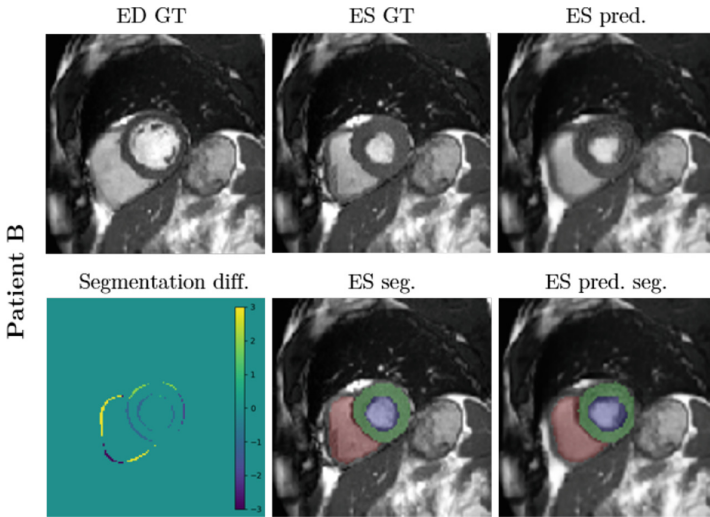 ED GT
ES GT
ES pred.
Patient B
Segmentation diff.
ES seg.
ES pred. seg.
3
2
1
0
−1
−2
−3